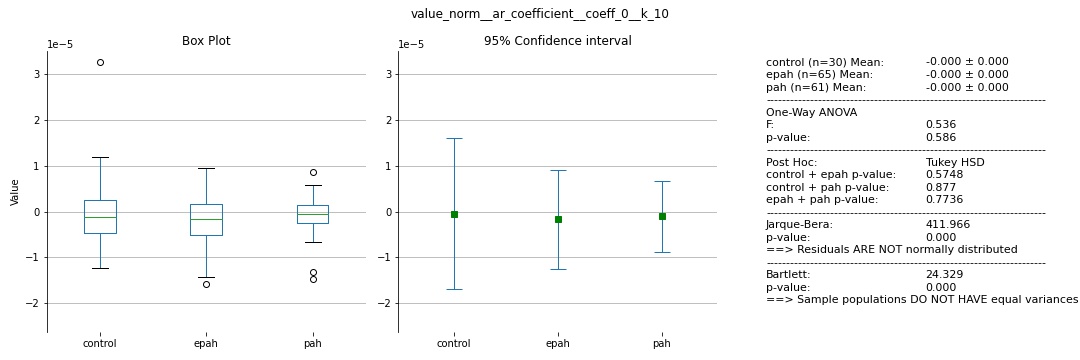 value_norm__ar_coefficient__coeff_0__k_10
Box Plot
1e−5
3
2
1
0
−1
−2
Value
control
epah
pah
95% Confidence interval
1e−5
3
2
1
0
−1
−2
control
epah
pah
control (n=30) Mean: -0.000 ± 0.000
epah (n=65) Mean: -0.000 ± 0.000
pah (n=61) Mean: -0.000 ± 0.000
One-Way ANOVA
F: 0.536
p-value: 0.586
Post Hoc: Tukey HSD
control + epah p-value: 0.5748
control + pah p-value: 0.877
epah + pah p-value: 0.7736
Jarque-Bera: 411.966
p-value: 0.000
==> Residuals ARE NOT normally distributed
Bartlett: 24.329
p-value: 0.000
==> Sample populations DO NOT HAVE equal variances